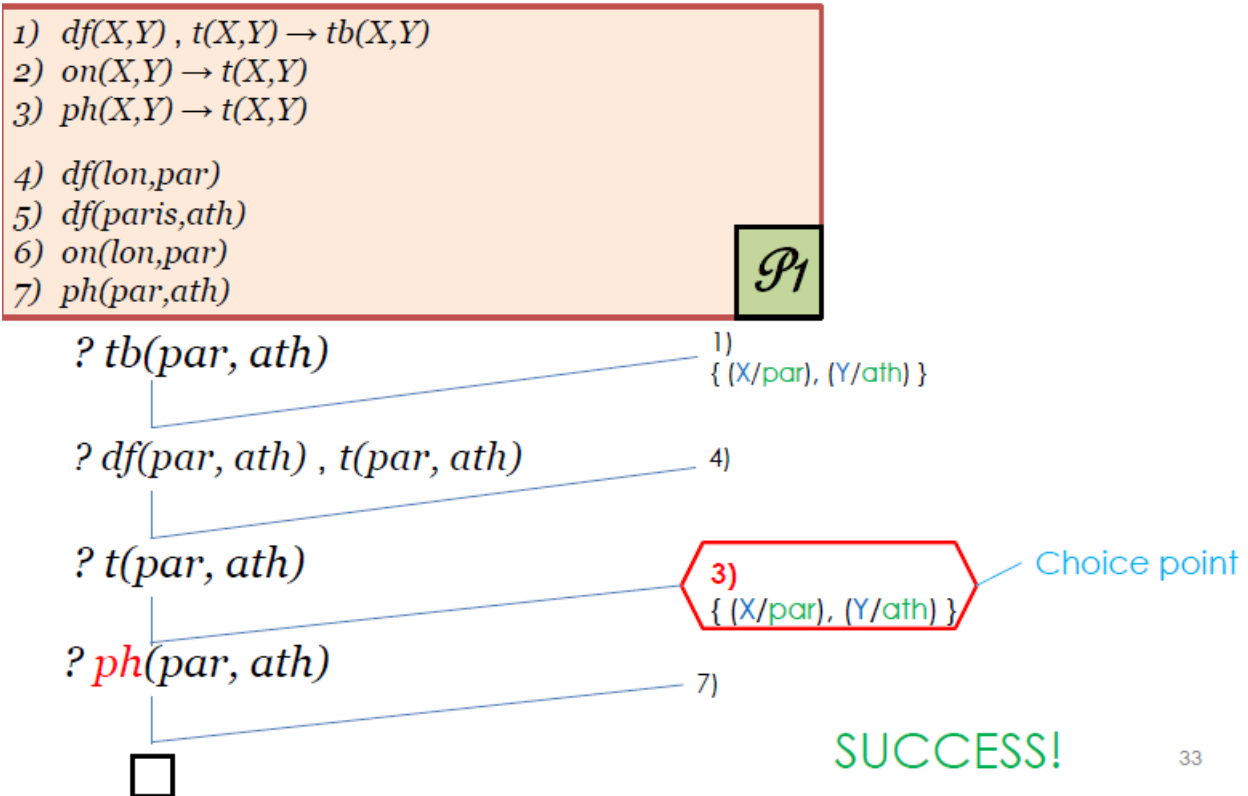 1) df(X,Y) , t(X,Y) → tb(X,Y)
2) on(X,Y) → t(X,Y)
3) ph(X,Y) → t(X,Y)
4) df(lon,par)
5) df(paris,ath)
6) on(lon,par)
7) ph(par,ath)
𝒫1
? tb(par, ath)
1)
{ (X/par), (Y/ath) }
? df(par, ath) , t(par, ath)
4)
? t(par, ath)
3)
{ (X/par), (Y/ath) }
Choice point
? ph(par, ath)
7)
SUCCESS!
33